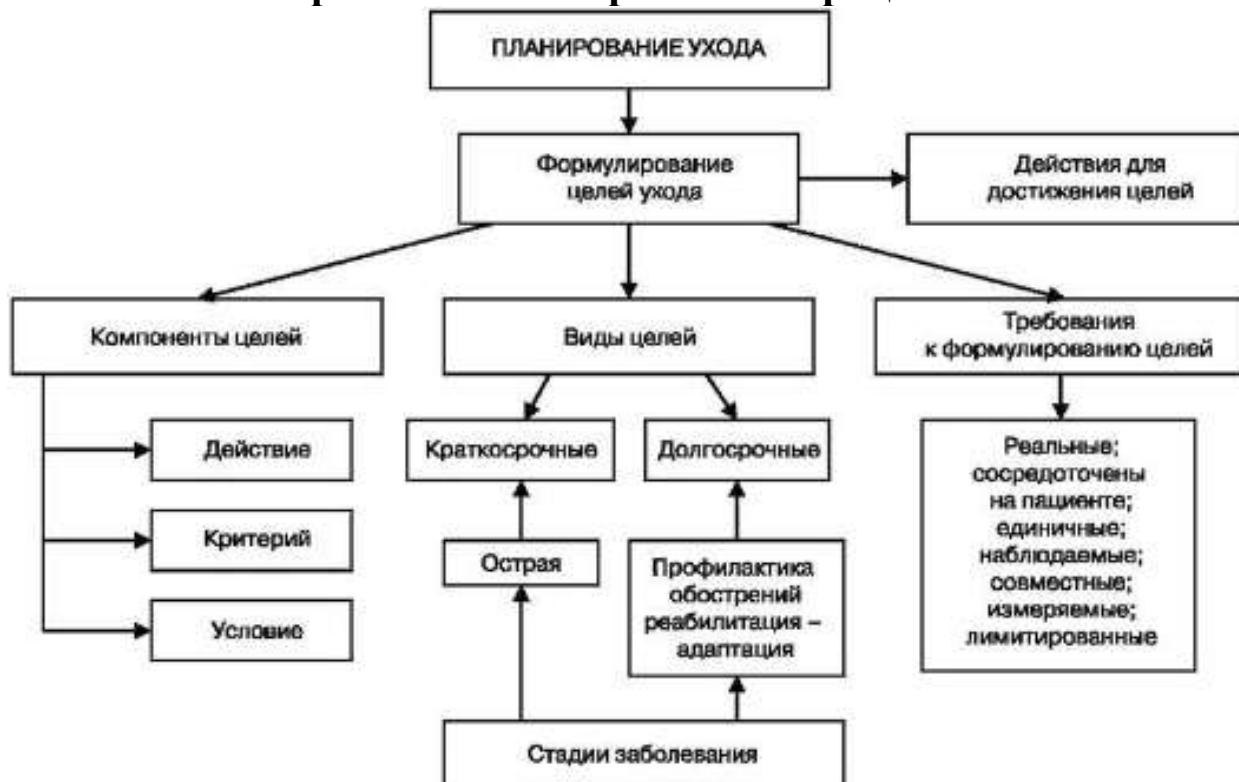 ПЛАНИРОВАНИЕ УХОДА
Формулирование
целей ухода
Действия для
достижения целей
Компоненты целей
Виды целей
Требования
к формулированию целей
Действие
Критерий
Условие
Краткосрочные
Долгосрочные
Острая
Профилактика
обострений
реабилитация –
адаптация
Стадии заболевания
Реальные;
сосредоточены
на пациенте;
единичные;
наблюдаемые;
совместные;
измеряемые;
лимитированные